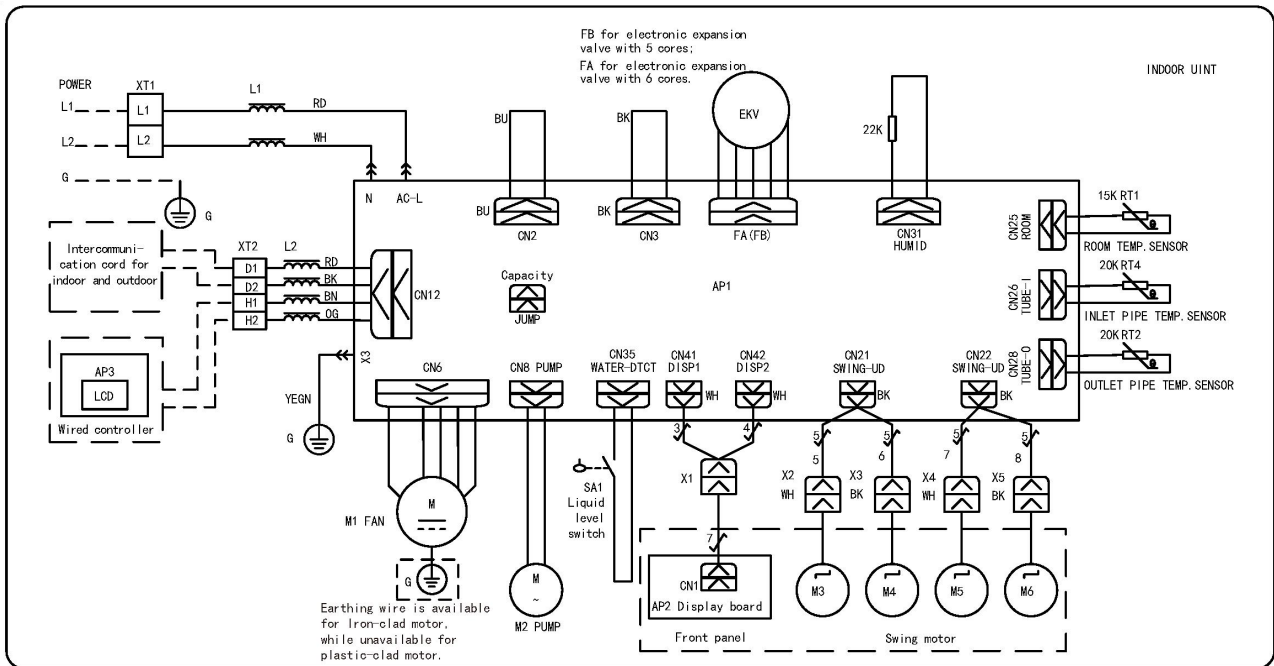 FB for electronic expansion
valve with 5 cores;
FA for electronic expansion
valve with 6 cores.
INDOOR UINT
POWER
XT1
L1
L1
L1
RD
L2
L2
WH
G
G
N
AC-L
BU
BU
CN2
BK
BK
CN3
EKV
FA(FB)
22K
CN31
HUMID
CN25
ROOM
15K RT1
θ
ROOM TEMP. SENSOR
CN26
TUBE-I
20K RT4
θ
INLET PIPE TEMP. SENSOR
CN28
TUBE-O
20K RT2
θ
OUTLET PIPE TEMP. SENSOR
Intercommuni-
cation cord for
indoor and outdoor
XT2
L2
D1
RD
D2
BK
H1
BN
H2
OG
CN12
Capacity
JUMP
AP1
AP3
LCD
Wired controller
X3
YEGN
G
CN6
CN8 PUMP
CN35
WATER-DTCT
CN41
DISP1
WH
CN42
DISP2
WH
CN21
SWING-UD
BK
CN22
SWING-UD
BK
3
4
5
5
5
6
5
7
5
8
SA1
Liquid
level
switch
X1
X2
WH
X3
BK
X4
WH
X5
BK
M
M1 FAN
G
7
CN1
AP2 Display board
Front panel
M3
M4
M5
M6
Swing motor
M
~
M2 PUMP
Earthing wire is available
for Iron-clad motor,
while unavailable for
plastic-clad motor.